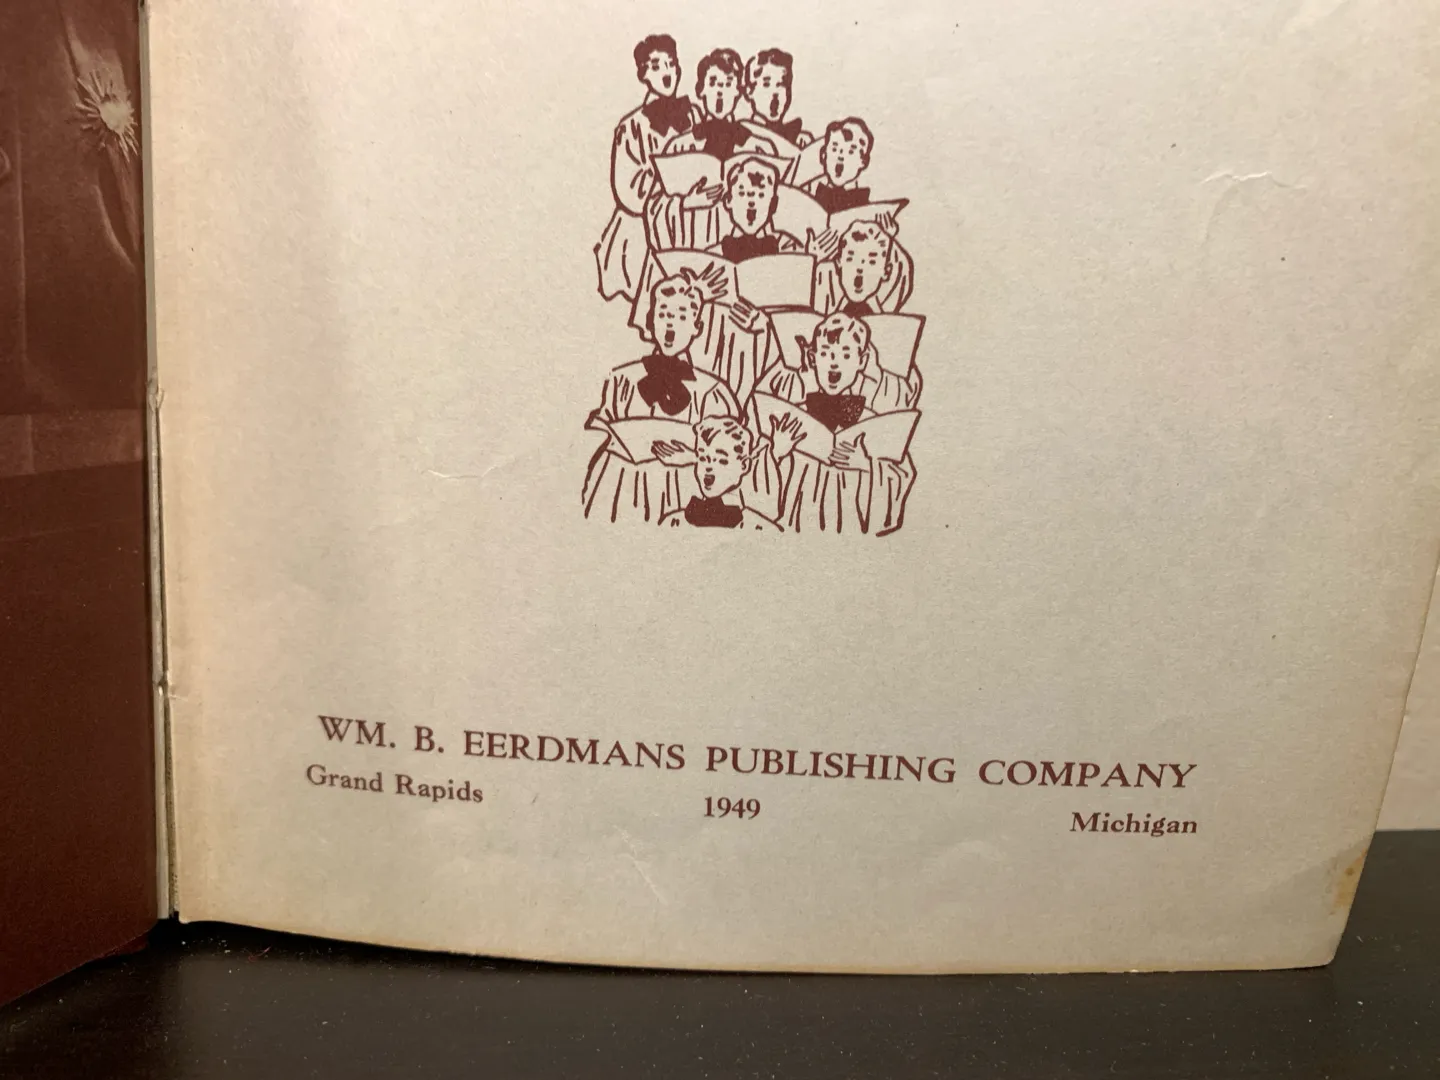 WM. B. EERDMANS PUBLISHING COMPANY
Grand Rapids 1949 Michigan